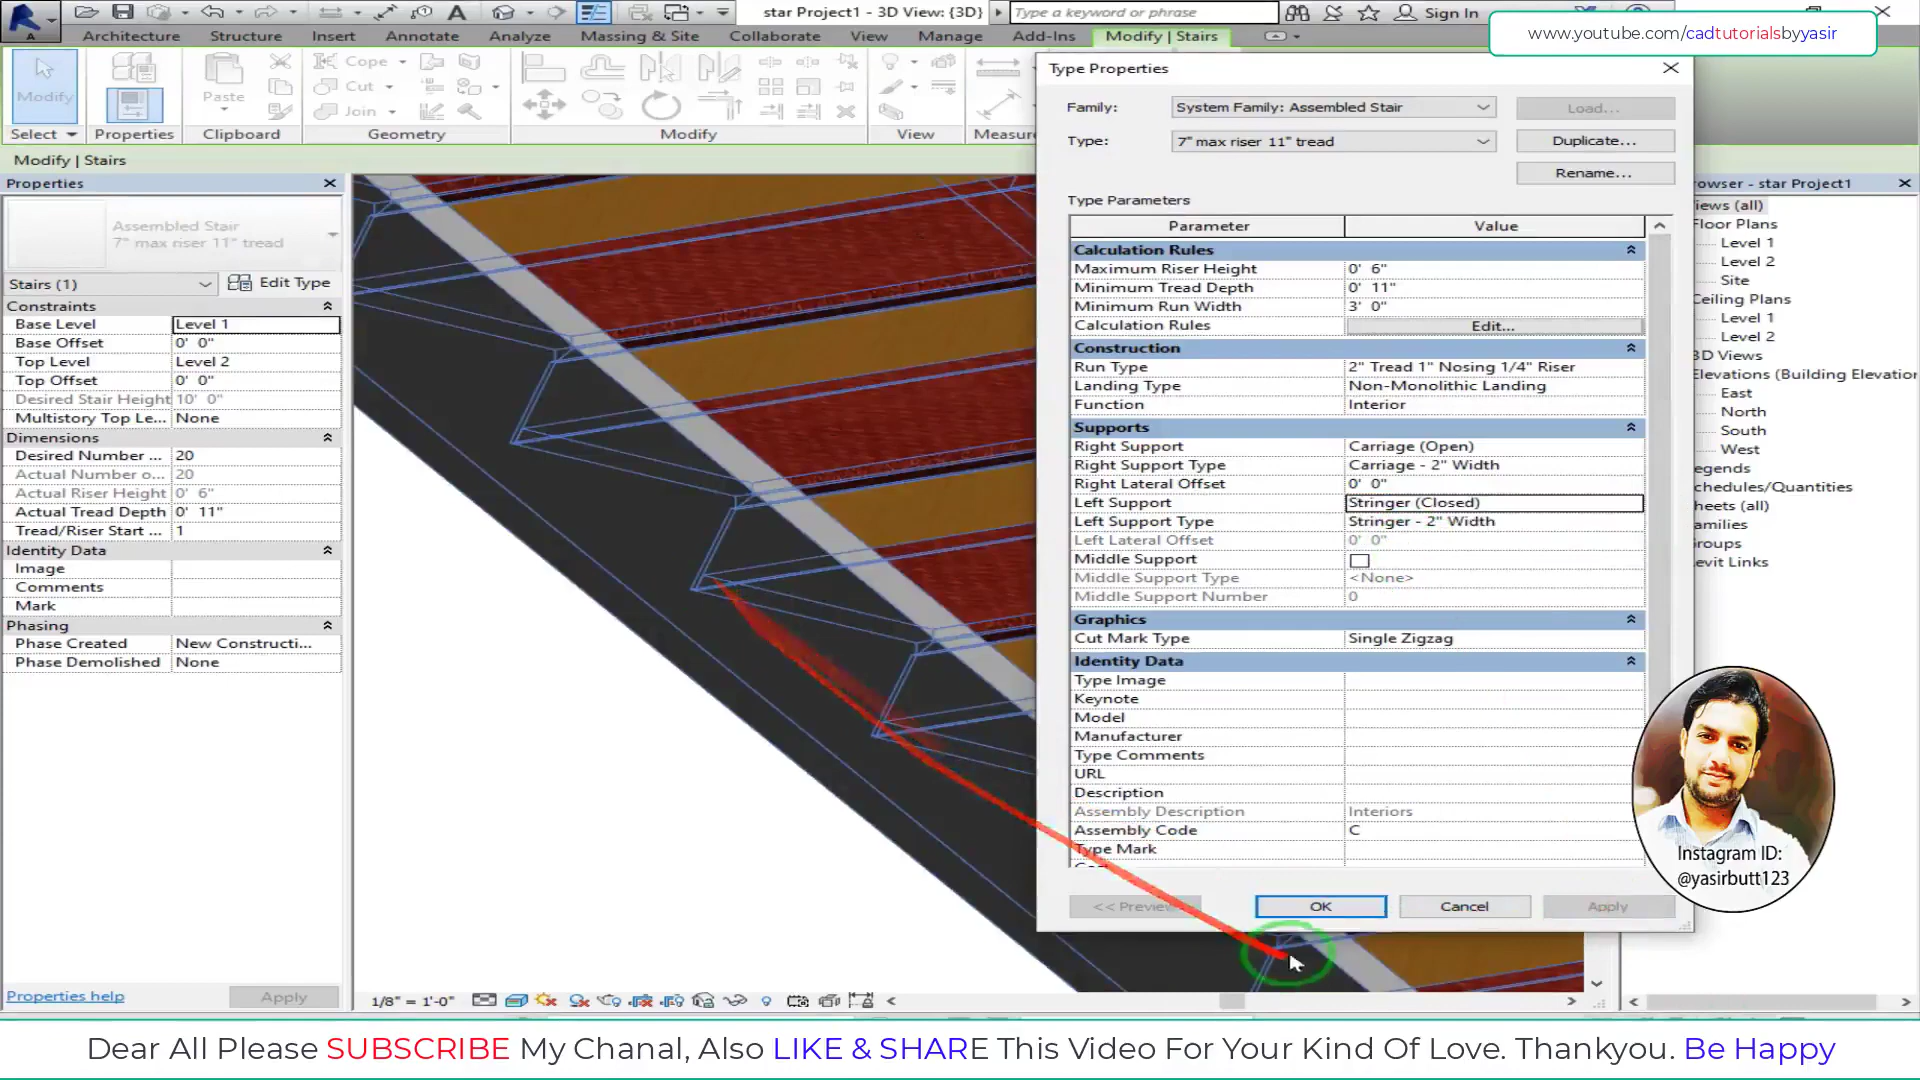 star Project1 - 3D View: {3D}
Type a keyword or phrase
Sign In
www.youtube.com/cadtutorialsbyyasir
Architecture
Structure
Insert
Annotate
Analyze
Massing & Site
Collaborate
View
Manage
Add-Ins
Modify | Stairs
Modify
Paste
Cope
Cut
Join
Select
Properties
Clipboard
Geometry
Modify
View
Measur
Modify | Stairs
Properties
Assembled Stair
7" max riser 11" tread
Stairs (1)
Edit Type
Constraints
Base Level Level 1
Base Offset 0' 0"
Top Level Level 2
Top Offset 0' 0"
Desired Stair Height 10' 0"
Multistory Top Le... None
Dimensions
Desired Number ... 20
Actual Number o... 20
Actual Riser Height 0' 6"
Actual Tread Depth 0' 11"
Tread/Riser Start ... 1
Identity Data
Image
Comments
Mark
Phasing
Phase Created New Constructi...
Phase Demolished None
Properties help
Apply
1/8" = 1'-0"
Type Properties
Family: System Family: Assembled Stair
Load...
Type: 7" max riser 11" tread
Duplicate...
Rename...
Type Parameters
Parameter Value
Calculation Rules
Maximum Riser Height 0' 6"
Minimum Tread Depth 0' 11"
Minimum Run Width 3' 0"
Calculation Rules Edit...
Construction
Run Type 2" Tread 1" Nosing 1/4" Riser
Landing Type Non-Monolithic Landing
Function Interior
Supports
Right Support Carriage (Open)
Right Support Type Carriage - 2" Width
Right Lateral Offset 0' 0"
Left Support Stringer (Closed)
Left Support Type Stringer - 2" Width
Left Lateral Offset 0' 0"
Middle Support
Middle Support Type <None>
Middle Support Number 0
Graphics
Cut Mark Type Single Zigzag
Identity Data
Type Image
Keynote
Model
Manufacturer
Type Comments
URL
Description
Assembly Description Interiors
Assembly Code C
Type Mark
<< Preview
OK
Cancel
Apply
rowser - star Project1
iews (all)
Floor Plans
Level 1
Level 2
Site
Ceiling Plans
Level 1
Level 2
3D Views
Elevations (Building Elevation
East
North
South
West
egends
chedules/Quantities
heets (all)
amilies
roups
evit Links
Instagram ID:
@yasirbutt123
Dear All Please SUBSCRIBE My Chanal, Also LIKE & SHARE This Video For Your Kind Of Love. Thankyou. Be Happy